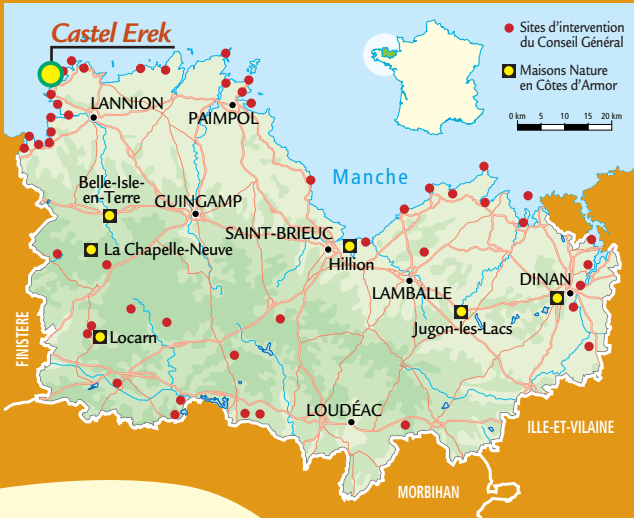 Castel Erek
Sites d'intervention
du Conseil Général
Maisons Nature
en Côtes d'Armor
0 km 5 10 15 20 km
LANNION
PAIMPOL
Manche
Belle-Isle-
en-Terre
GUINGAMP
SAINT-BRIEUC
La Chapelle-Neuve
Hillion
DINAN
LAMBALLE
Jugon-les-Lacs
FINISTERE
Locarn
LOUDÉAC
ILLE-ET-VILAINE
MORBIHAN